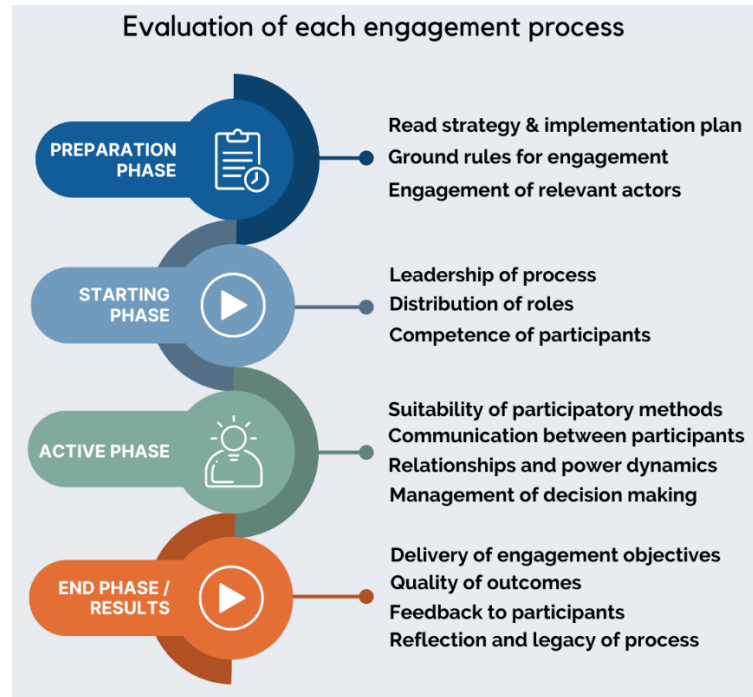 Evaluation of each engagement process
PREPARATION
PHASE
Read strategy & implementation plan
Ground rules for engagement
Engagement of relevant actors
STARTING
PHASE
Leadership of process
Distribution of roles
Competence of participants
ACTIVE PHASE
Suitability of participatory methods
Communication between participants
Relationships and power dynamics
Management of decision making
END PHASE /
RESULTS
Delivery of engagement objectives
Quality of outcomes
Feedback to participants
Reflection and legacy of process